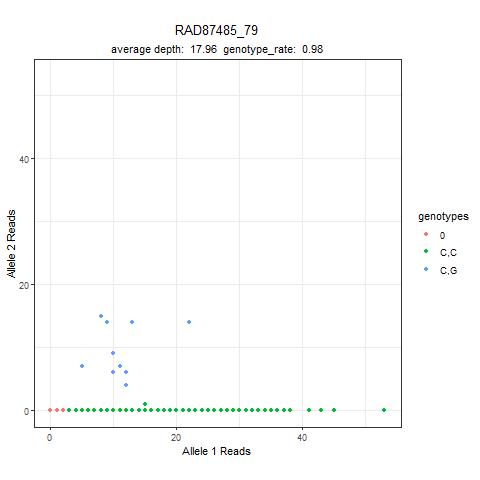 RAD87485_79
average depth: 17.96 genotype_rate: 0.98
Allele 2 Reads
40
20
0
0
20
40
Allele 1 Reads
genotypes
0
C,C
C,G